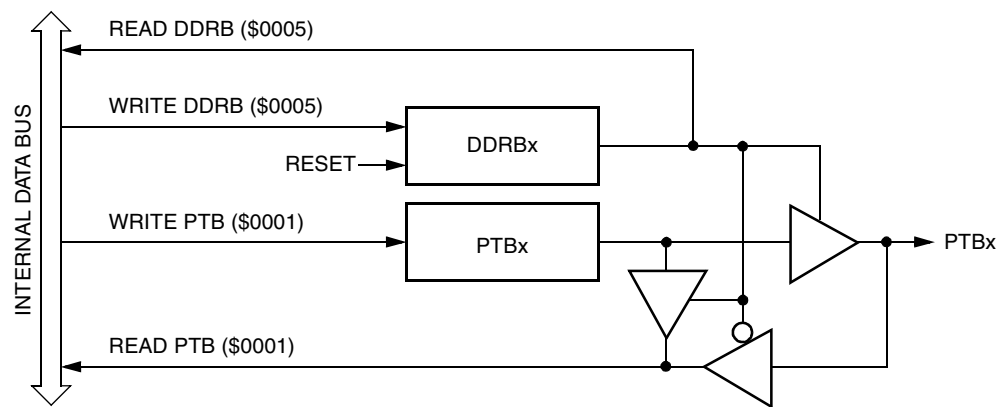 READ DDRB ($0005)
INTERNAL DATA BUS
WRITE DDRB ($0005)
DDRBx
RESET
WRITE PTB ($0001)
PTBx
PTBx
READ PTB ($0001)